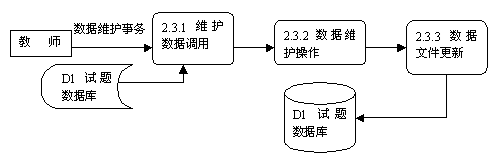 教 师
数据维护事务
2.3.1 维护
数据调用
2.3.2 数据维
护操作
2.3.3 数据
文件更新
D1 试题
数据库
D1 试题
数据库